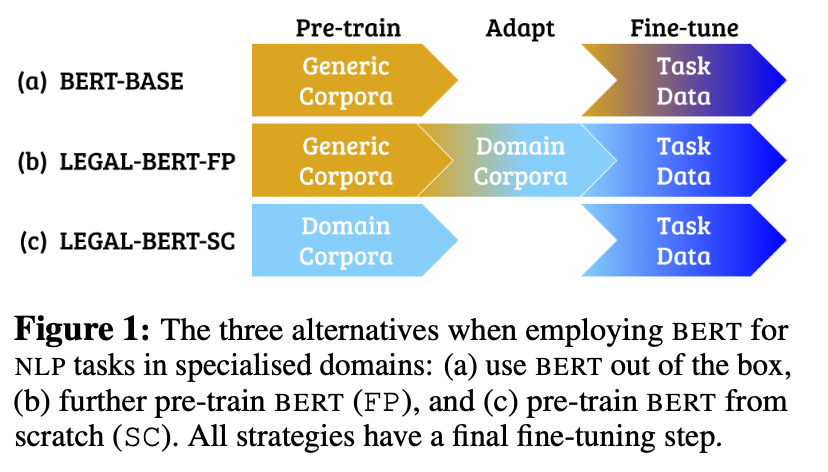 Pre-train Adapt Fine-tune
(a) BERT-BASE Generic Corpora Task Data
(b) LEGAL-BERT-FP Generic Corpora Domain Corpora Task Data
(c) LEGAL-BERT-SC Domain Corpora Task Data
Figure 1: The three alternatives when employing BERT for
NLP tasks in specialised domains: (a) use BERT out of the box,
(b) further pre-train BERT (FP), and (c) pre-train BERT from
scratch (SC). All strategies have a final fine-tuning step.